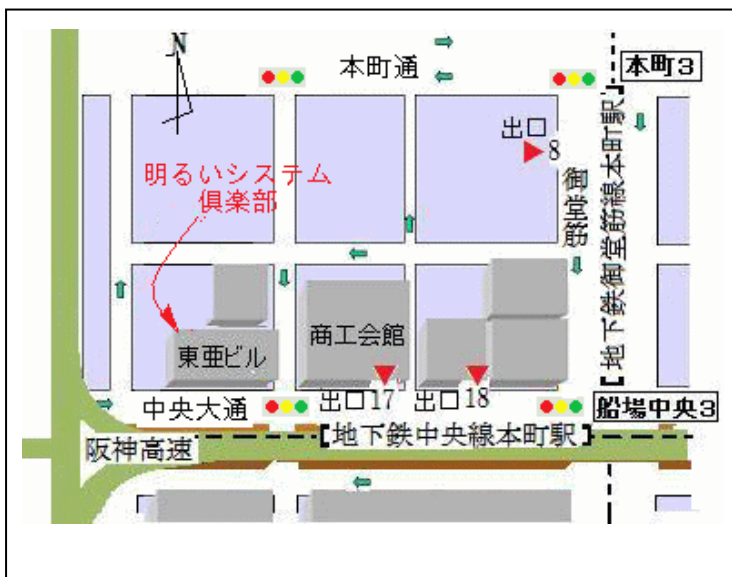 N
本町通
本町3
出口
8
御堂筋
地下鉄御堂筋線本町駅
明るいシステム
倶楽部
東亜ビル
商工会館
中央大通
出口17
出口18
船場中央3
地下鉄中央線本町駅
阪神高速